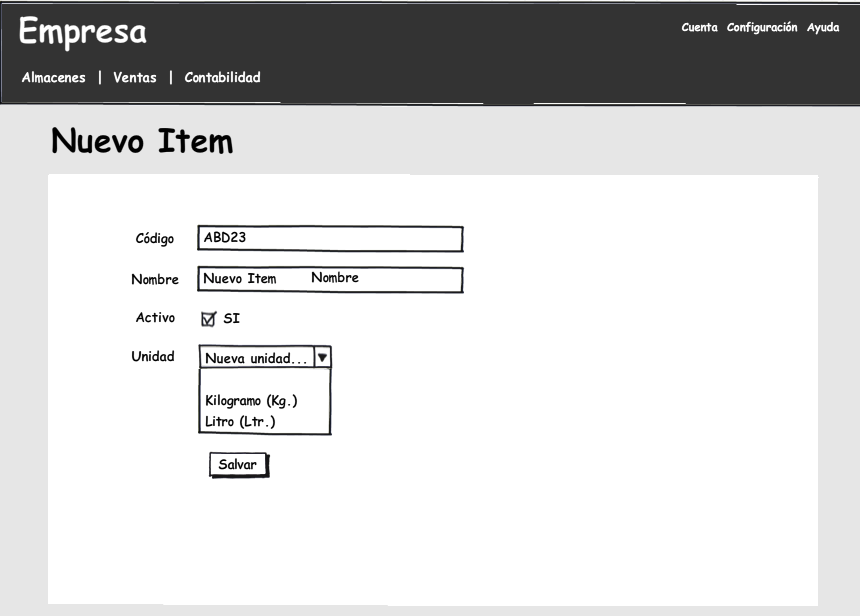 Empresa
Cuenta Configuración Ayuda
Almacenes | Ventas | Contabilidad
Nuevo Item
Código ABD23
Nombre Nuevo Item Nombre
Activo SI
Unidad Nueva unidad...
Kilogramo (Kg.)
Litro (Ltr.)
Salvar